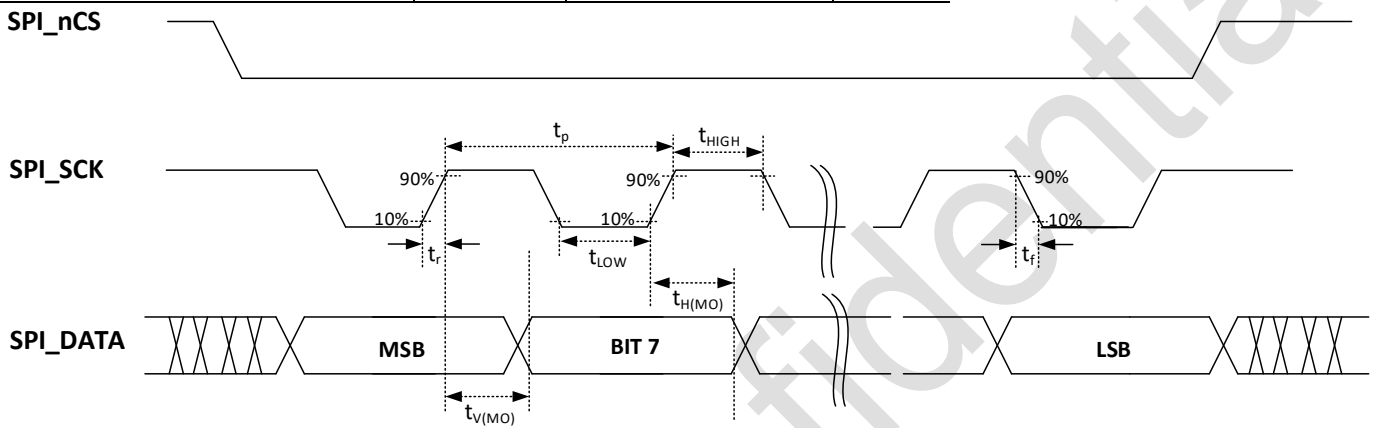 SPI_nCS
t_p
t_HIGH
SPI_SCK
90%
90%
90%
10%
10%
10%
t_r
t_LOW
t_f
t_H(MO)
SPI_DATA
MSB
BIT 7
LSB
t_V(MO)